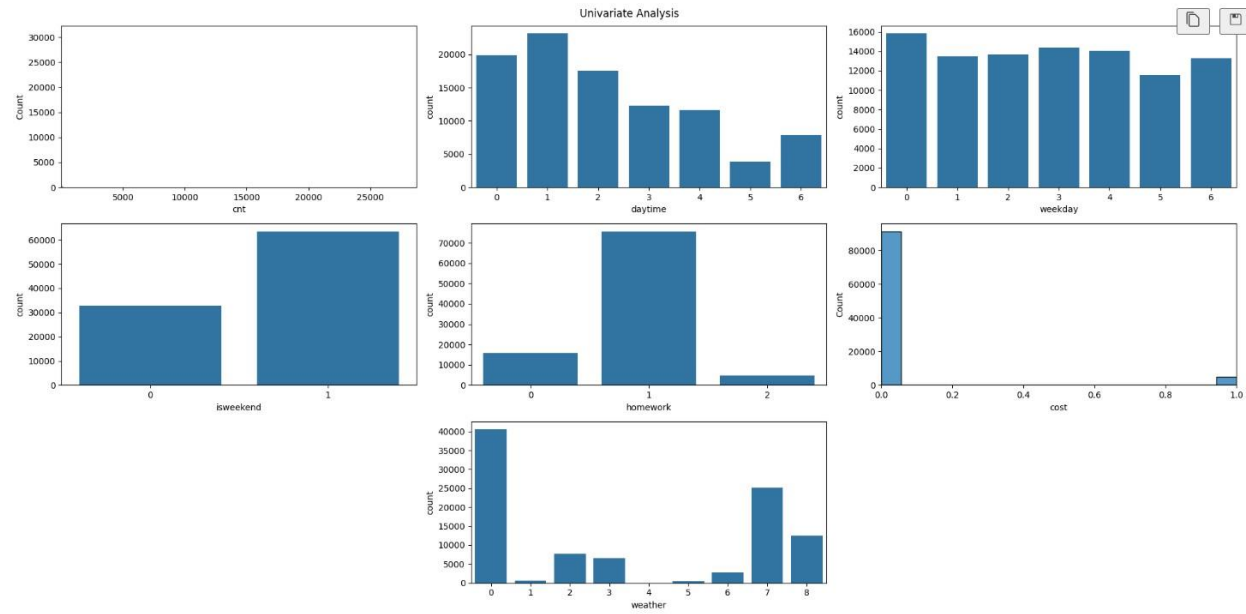 Univariate Analysis
30000
25000
20000
15000
10000
5000
0
Count
5000 10000 15000 20000 25000
cnt
20000
15000
10000
5000
0
count
0 1 2 3 4 5 6
daytime
16000
14000
12000
10000
8000
6000
4000
2000
0
count
0 1 2 3 4 5 6
weekday
60000
50000
40000
30000
20000
10000
0
count
0 1
isweekend
70000
60000
50000
40000
30000
20000
10000
0
count
0 1 2
homework
80000
60000
40000
20000
0
Count
0.0 0.2 0.4 0.6 0.8 1.0
cost
40000
35000
30000
25000
20000
15000
10000
5000
0
count
0 1 2 3 4 5 6 7 8
weather